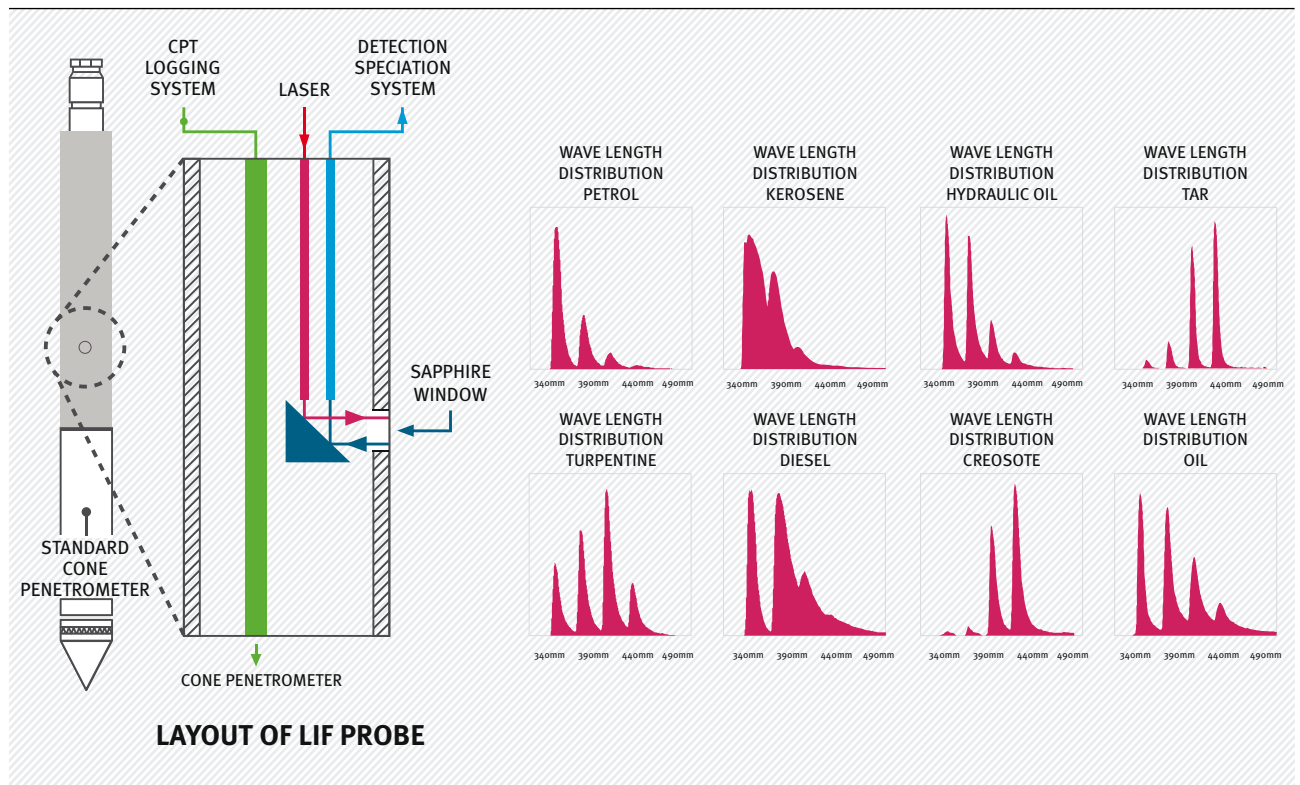 CPT
LOGGING
SYSTEM
LASER
DETECTION
SPECIATION
SYSTEM
SAPPHIRE
WINDOW
STANDARD
CONE
PENETROMETER
CONE PENETROMETER
LAYOUT OF LIF PROBE
WAVE LENGTH
DISTRIBUTION
PETROL
340mm 390mm 440mm 490mm
WAVE LENGTH
DISTRIBUTION
KEROSENE
340mm 390mm 440mm 490mm
WAVE LENGTH
DISTRIBUTION
HYDRAULIC OIL
340mm 390mm 440mm 490mm
WAVE LENGTH
DISTRIBUTION
TAR
340mm 390mm 440mm 490mm
WAVE LENGTH
DISTRIBUTION
TURPENTINE
340mm 390mm 440mm 490mm
WAVE LENGTH
DISTRIBUTION
DIESEL
340mm 390mm 440mm 490mm
WAVE LENGTH
DISTRIBUTION
CREOSOTE
340mm 390mm 440mm 490mm
WAVE LENGTH
DISTRIBUTION
OIL
340mm 390mm 440mm 490mm